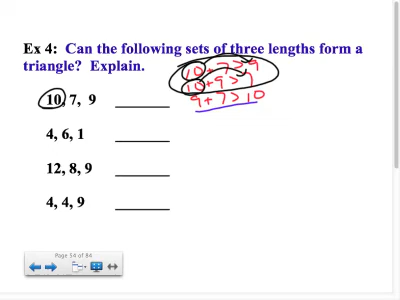 Ex 4: Can the following sets of three lengths form a
triangle? Explain.
10 + 7 > 9
10 + 9 > 7
9 + 7 > 10
10, 7, 9
4, 6, 1
12, 8, 9
4, 4, 9
Page 54 of 84